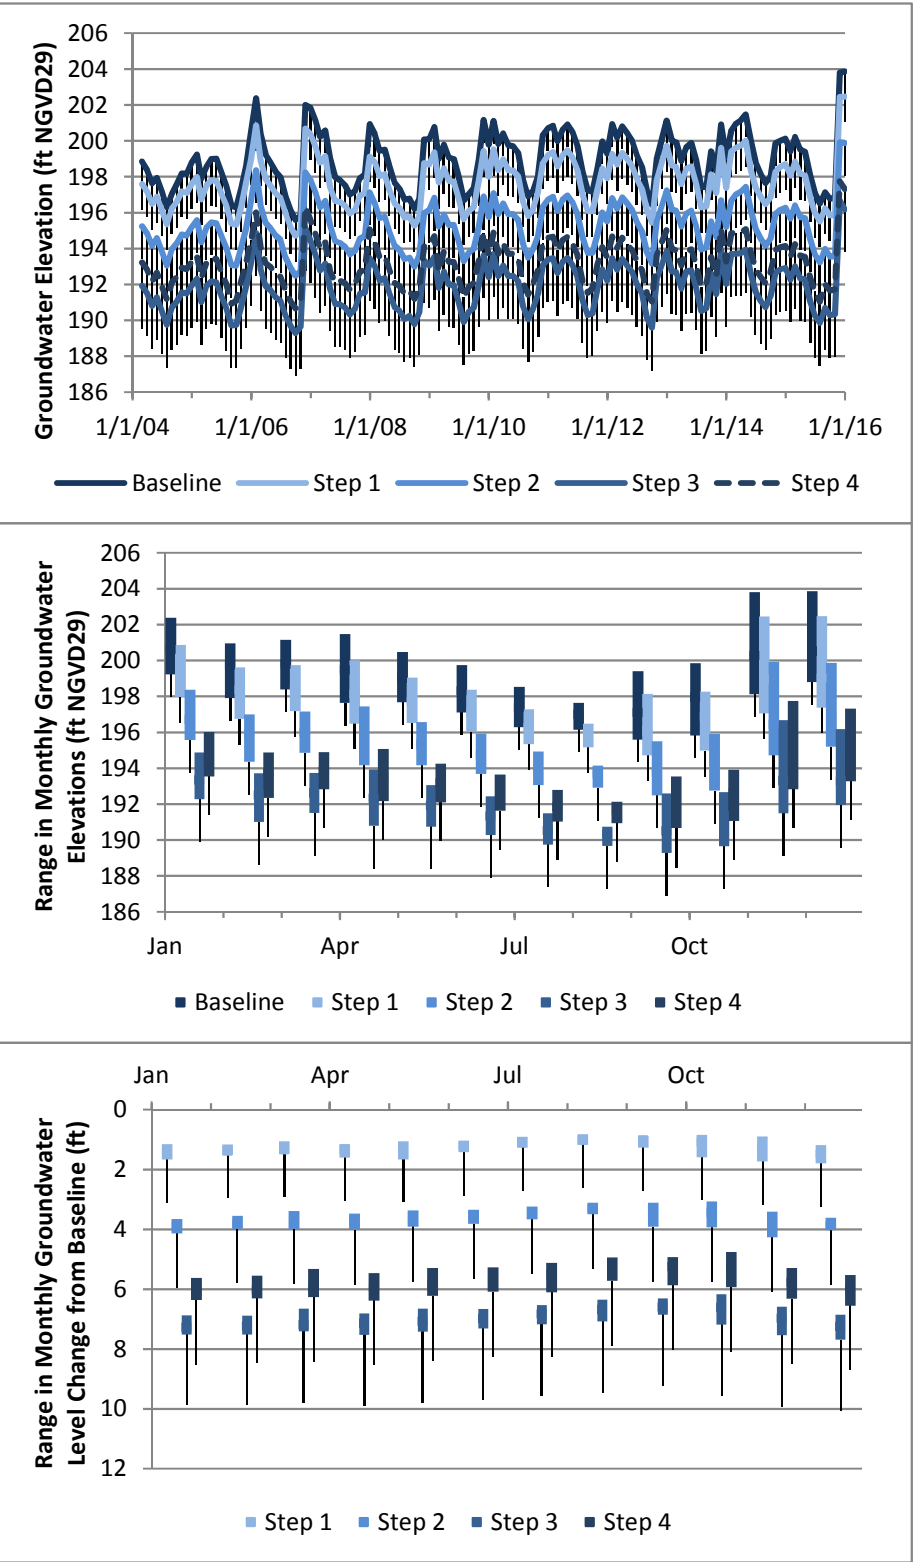 Groundwater Elevation (ft NGVD29)
206
204
202
200
198
196
194
192
190
188
186
1/1/04 1/1/06 1/1/08 1/1/10 1/1/12 1/1/14 1/1/16
Baseline Step 1 Step 2 Step 3 Step 4
Range in Monthly Groundwater
Elevations (ft NGVD29)
206
204
202
200
198
196
194
192
190
188
186
Jan Apr Jul Oct
Baseline Step 1 Step 2 Step 3 Step 4
Jan Apr Jul Oct
Range in Monthly Groundwater
Level Change from Baseline (ft)
0
2
4
6
8
10
12
Step 1 Step 2 Step 3 Step 4